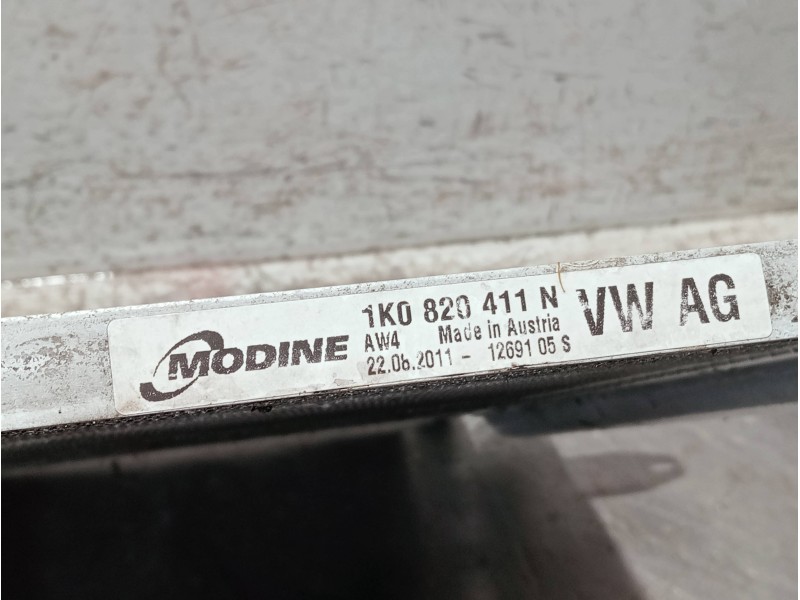 MODINE
1K0 820 411 N
AW4 Made in Austria
22.06.2011- 12691 05 S
VW AG